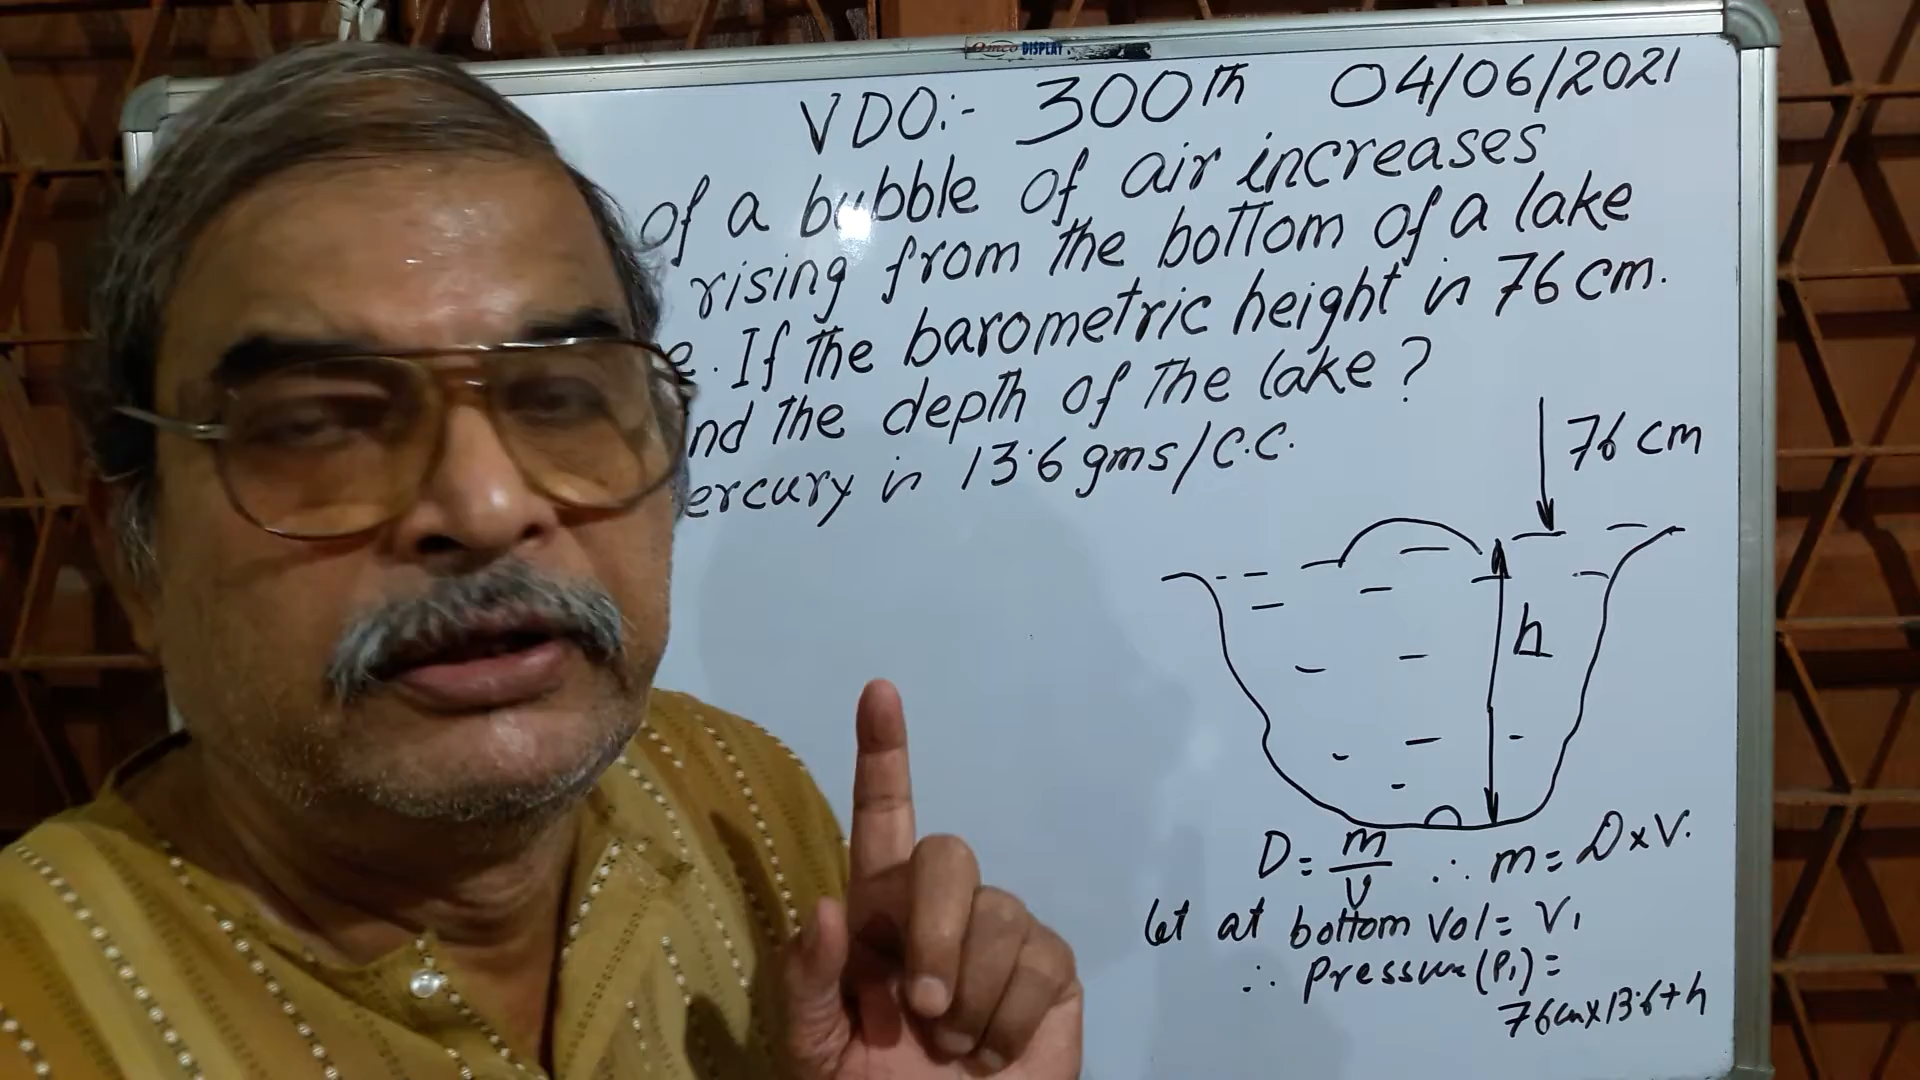 Omco DISPLAY
VDO:- 300th 04/06/2021
of a bubble of air increases
rising from the bottom of a lake
e. If the barometric height is 76 cm.
nd the depth of the lake?
ercury is 13.6 gms/c.c.
76 cm
h
D = m/V ∴ m = D x V.
let at bottom vol = V1
∴ pressure (P1) =
76cm x 13.6 + h